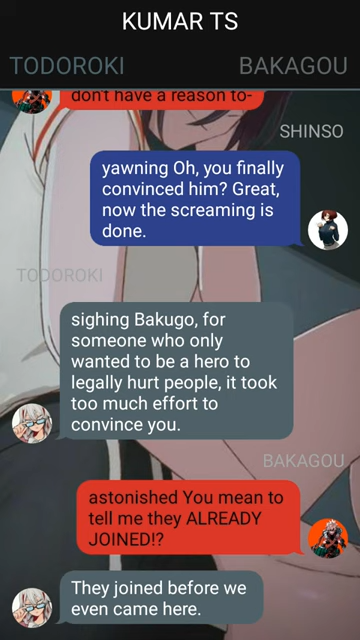 KUMAR TS
TODOROKI
BAKAGOU
don't have a reason to-
SHINSO
yawning Oh, you finally
convinced him? Great,
now the screaming is
done.
TODOROKI
sighing Bakugo, for
someone who only
wanted to be a hero to
legally hurt people, it took
too much effort to
convince you.
BAKAGOU
astonished You mean to
tell me they ALREADY
JOINED!?
They joined before we
even came here.